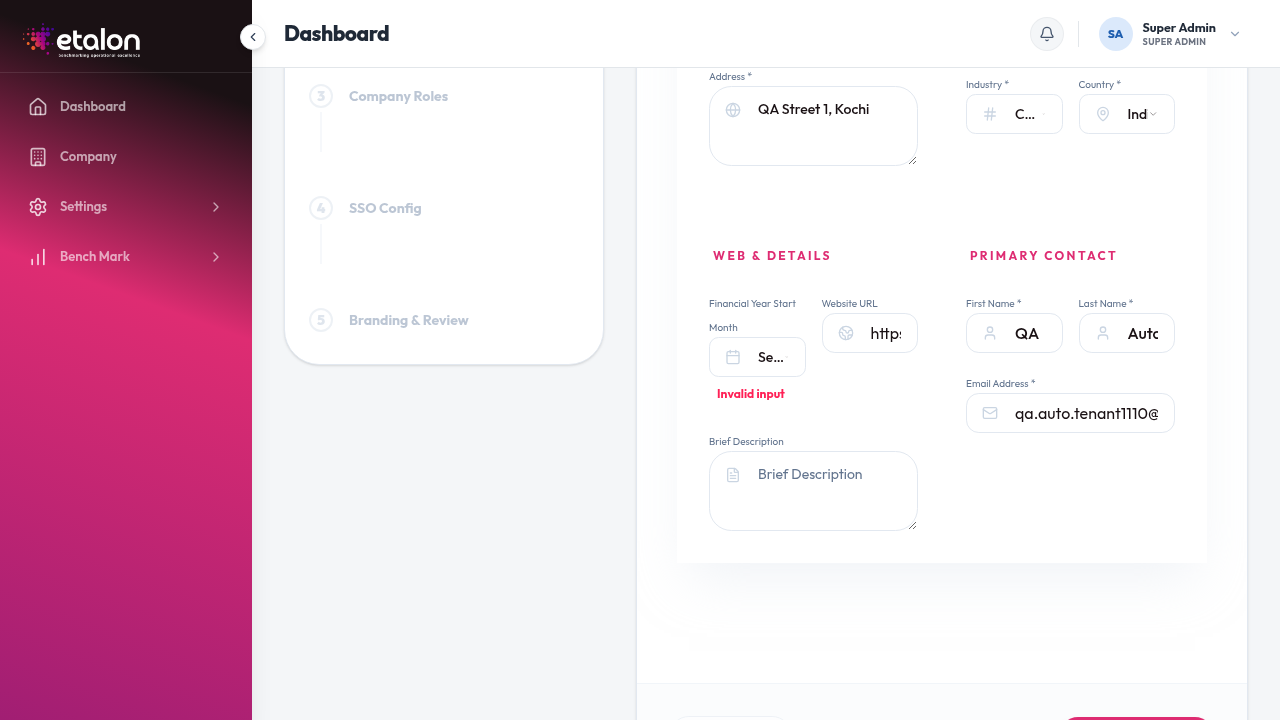 etalon
benchmarking operational excellence
Dashboard
Company
Settings
Bench Mark
Dashboard
SA
Super Admin
SUPER ADMIN
3
Company Roles
4
SSO Config
5
Branding & Review
Address *
QA Street 1, Kochi
Industry *
C...
Country *
Ind
WEB & DETAILS
Financial Year Start
Month
Se...
Invalid input
Website URL
https
Brief Description
Brief Description
PRIMARY CONTACT
First Name *
QA
Last Name *
Auto
Email Address *
qa.auto.tenant1110@